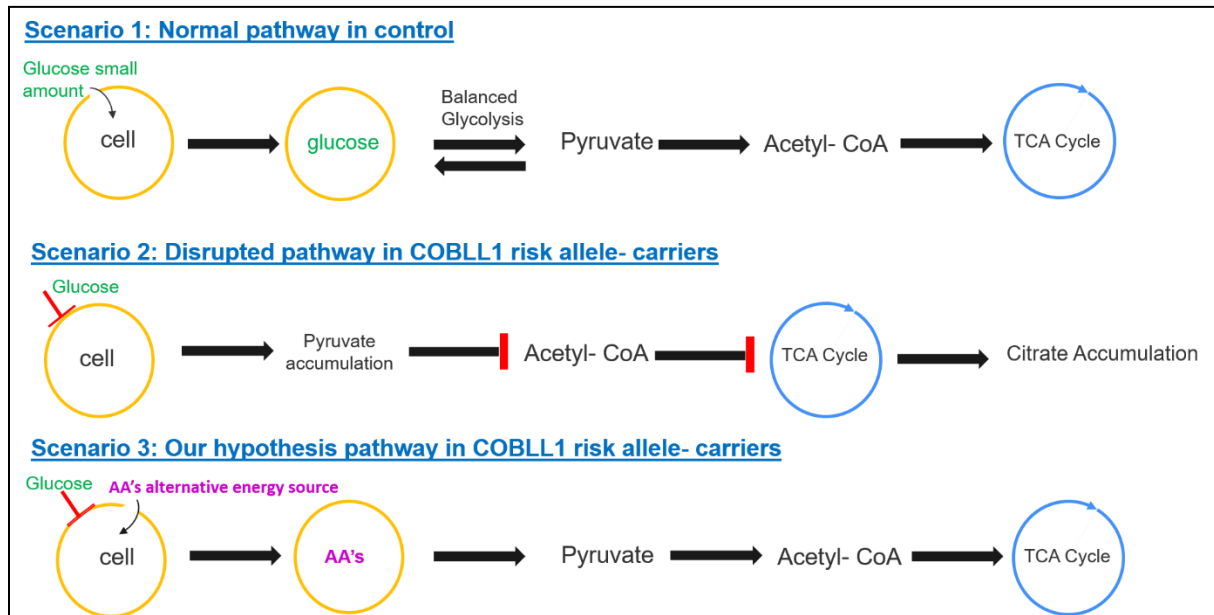 Scenario 1: Normal pathway in control
Glucose small
amount
cell
glucose
Balanced
Glycolysis
Pyruvate
Acetyl- CoA
TCA Cycle
Scenario 2: Disrupted pathway in COBLL1 risk allele- carriers
Glucose
cell
Pyruvate
accumulation
Acetyl- CoA
TCA Cycle
Citrate Accumulation
Scenario 3: Our hypothesis pathway in COBLL1 risk allele- carriers
Glucose
AA's alternative energy source
cell
AA's
Pyruvate
Acetyl- CoA
TCA Cycle